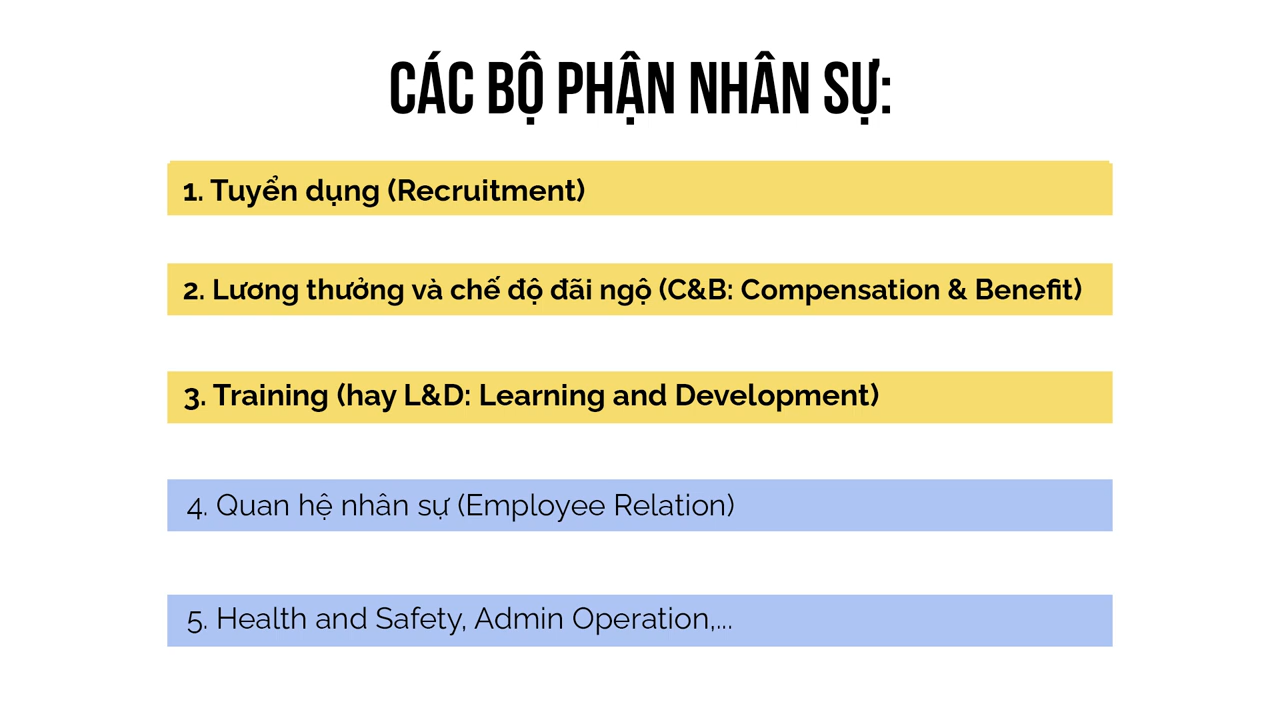 CÁC BỘ PHẬN NHÂN SỰ:
1. Tuyển dụng (Recruitment)
2. Lương thưởng và chế độ đãi ngộ (C&B: Compensation & Benefit)
3. Training (hay L&D: Learning and Development)
4. Quan hệ nhân sự (Employee Relation)
5. Health and Safety, Admin Operation,...